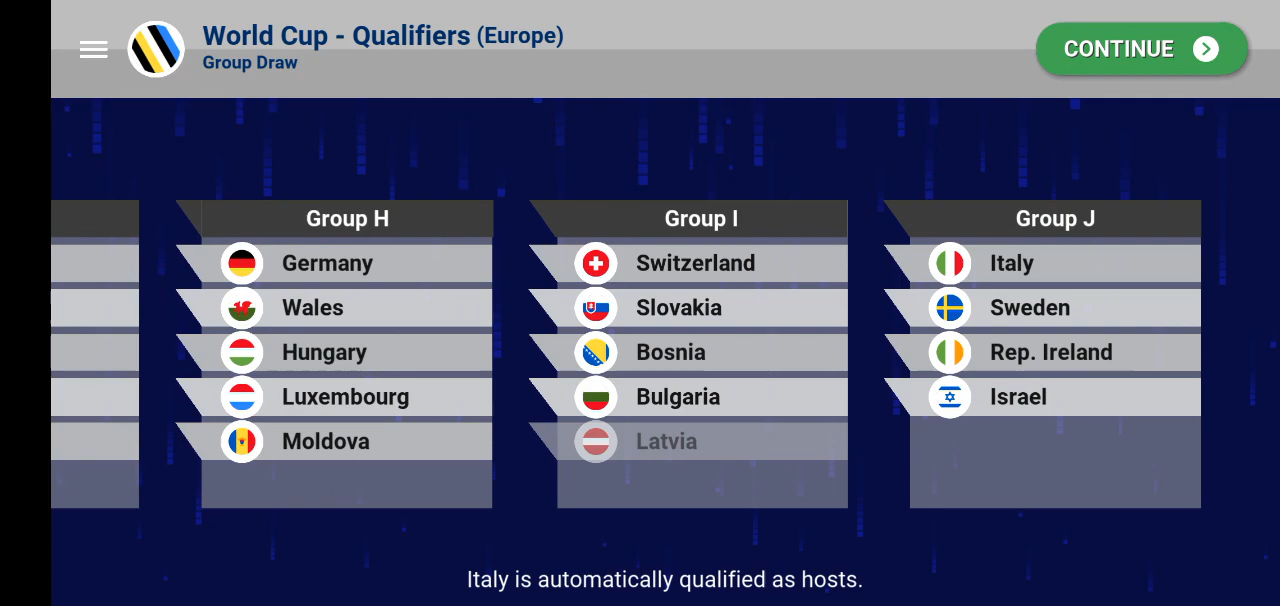 World Cup - Qualifiers (Europe)
Group Draw
CONTINUE
Group H
Germany
Wales
Hungary
Luxembourg
Moldova
Group I
Switzerland
Slovakia
Bosnia
Bulgaria
Latvia
Group J
Italy
Sweden
Rep. Ireland
Israel
Italy is automatically qualified as hosts.